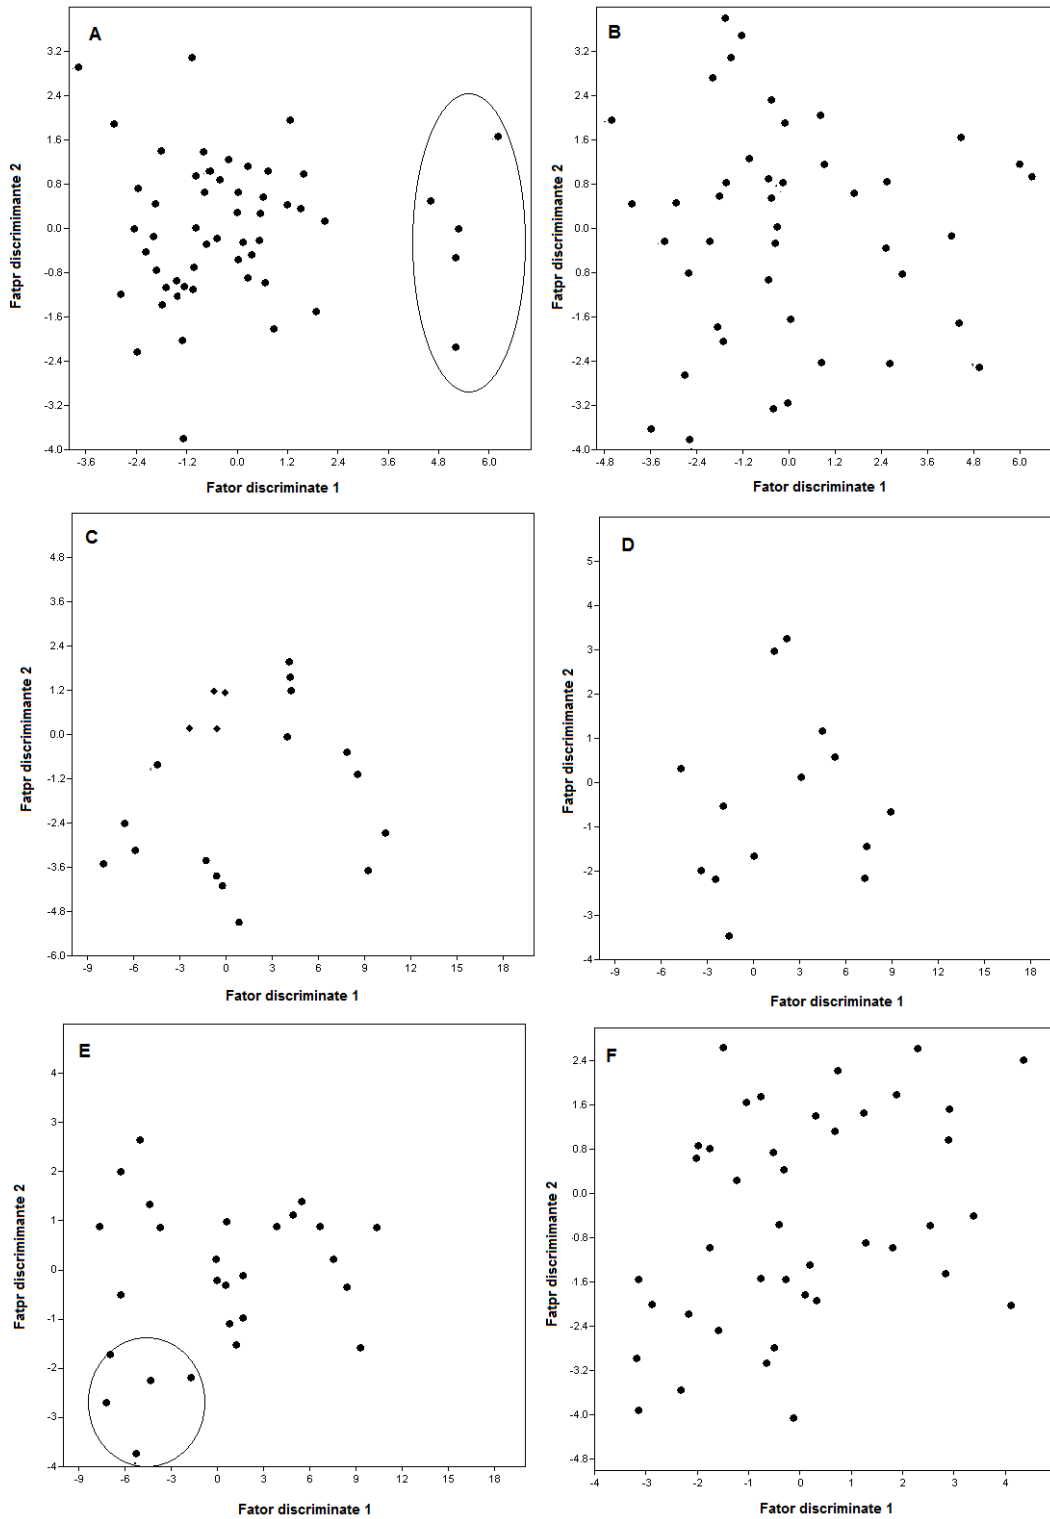 A
Fatpr discrimimante 2
3.2
2.4
1.6
0.8
0.0
-0.8
-1.6
-2.4
-3.2
-4.0
-3.6 -2.4 -1.2 0.0 1.2 2.4 3.6 4.8 6.0
Fator discriminate 1
B
Fatpr discrimimante 2
3.2
2.4
1.6
0.8
0.0
-0.8
-1.6
-2.4
-3.2
-4.0
-4.8 -3.6 -2.4 -1.2 0.0 1.2 2.4 3.6 4.8 6.0
Fator discriminate 1
C
Fatpr discrimimante 2
4.8
3.6
2.4
1.2
0.0
-1.2
-2.4
-3.6
-4.8
-6.0
-9 -6 -3 0 3 6 9 12 15 18
Fator discriminate 1
D
Fatpr discrimimante 2
5
4
3
2
1
0
-1
-2
-3
-4
-9 -6 -3 0 3 6 9 12 15 18
Fator discriminate 1
E
Fatpr discrimimante 2
4
3
2
1
0
-1
-2
-3
-4
-9 -6 -3 0 3 6 9 12 15 18
Fator discriminate 1
F
Fatpr discrimimante 2
2.4
1.6
0.8
0.0
-0.8
-1.6
-2.4
-3.2
-4.0
-4.8
-4 -3 -2 -1 0 1 2 3 4
Fator discriminate 1